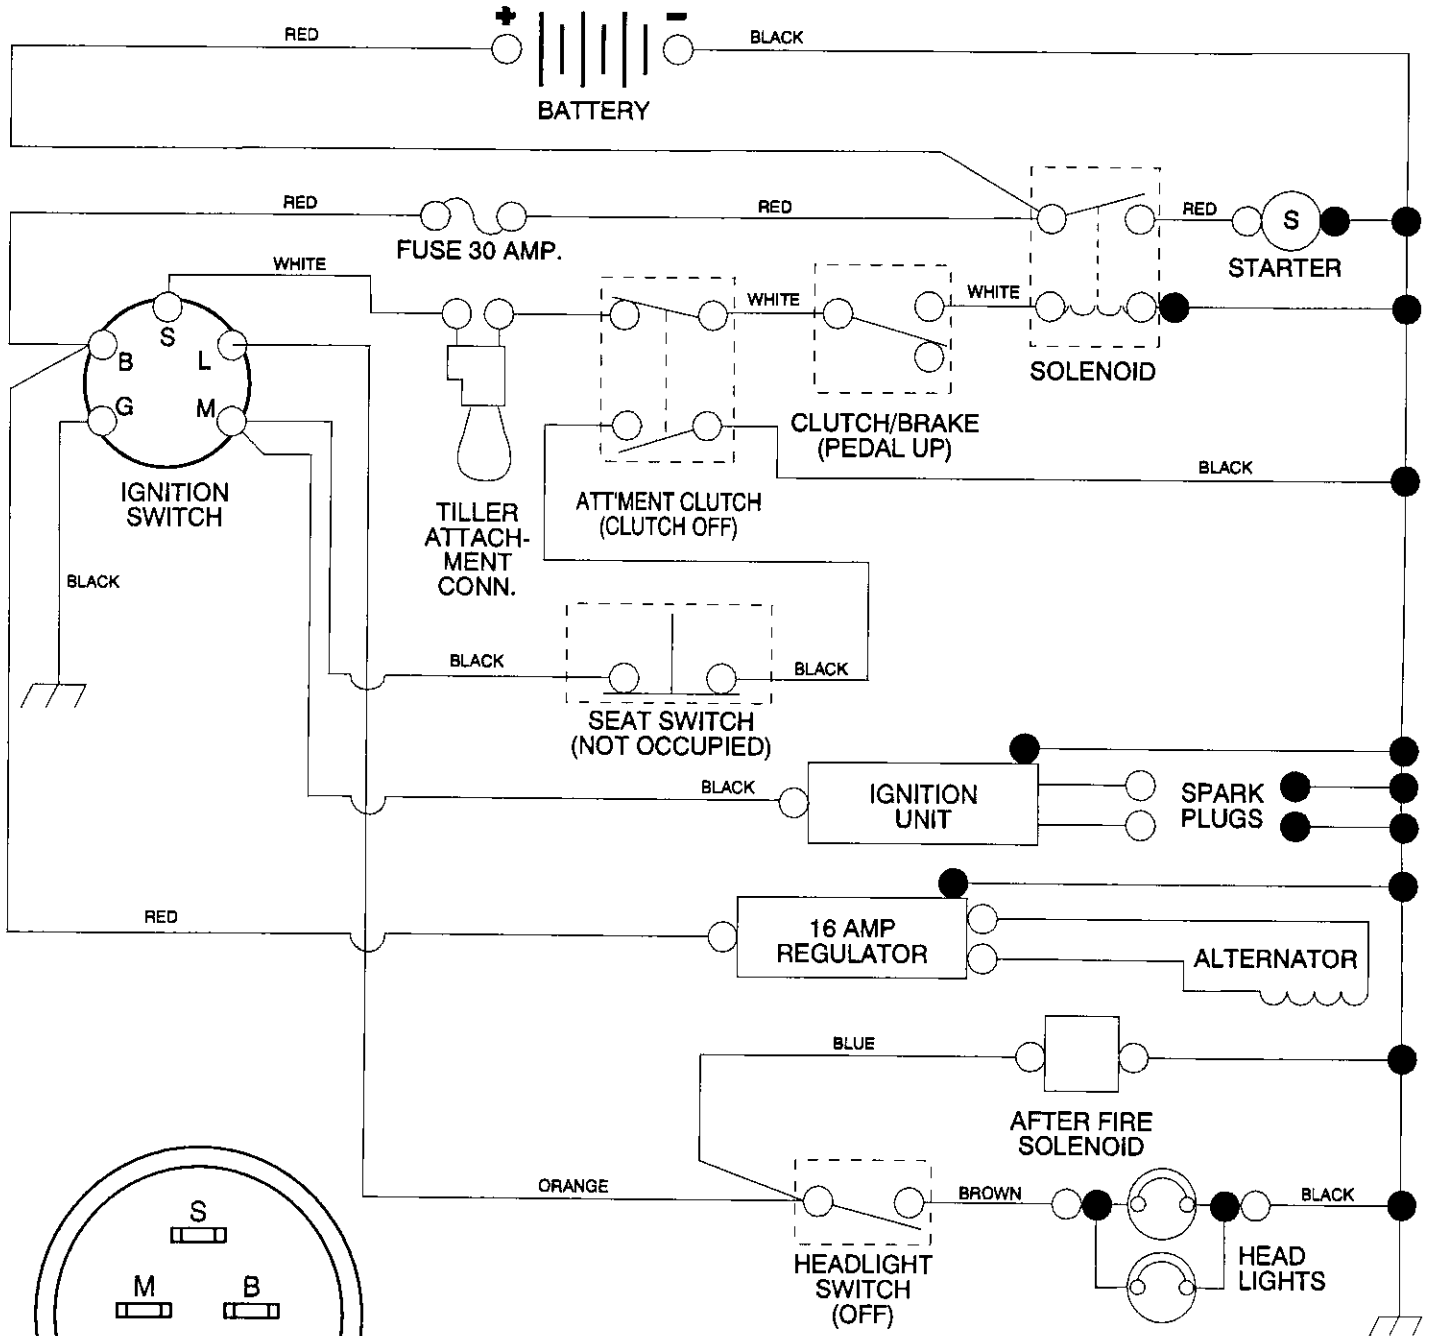 + -
RED
BLACK
BATTERY
RED
RED
RED
S
FUSE 30 AMP.
STARTER
WHITE
WHITE
WHITE
S
B
L
G
M
SOLENOID
CLUTCH/BRAKE
(PEDAL UP)
IGNITION
SWITCH
TILLER
ATTACH-
MENT
CONN.
ATT'MENT CLUTCH
(CLUTCH OFF)
BLACK
BLACK
BLACK
BLACK
SEAT SWITCH
(NOT OCCUPIED)
BLACK
IGNITION
UNIT
SPARK
PLUGS
RED
16 AMP
REGULATOR
ALTERNATOR
BLUE
AFTER FIRE
SOLENOID
ORANGE
BROWN
BLACK
HEADLIGHT
SWITCH
(OFF)
HEAD
LIGHTS
S
M B